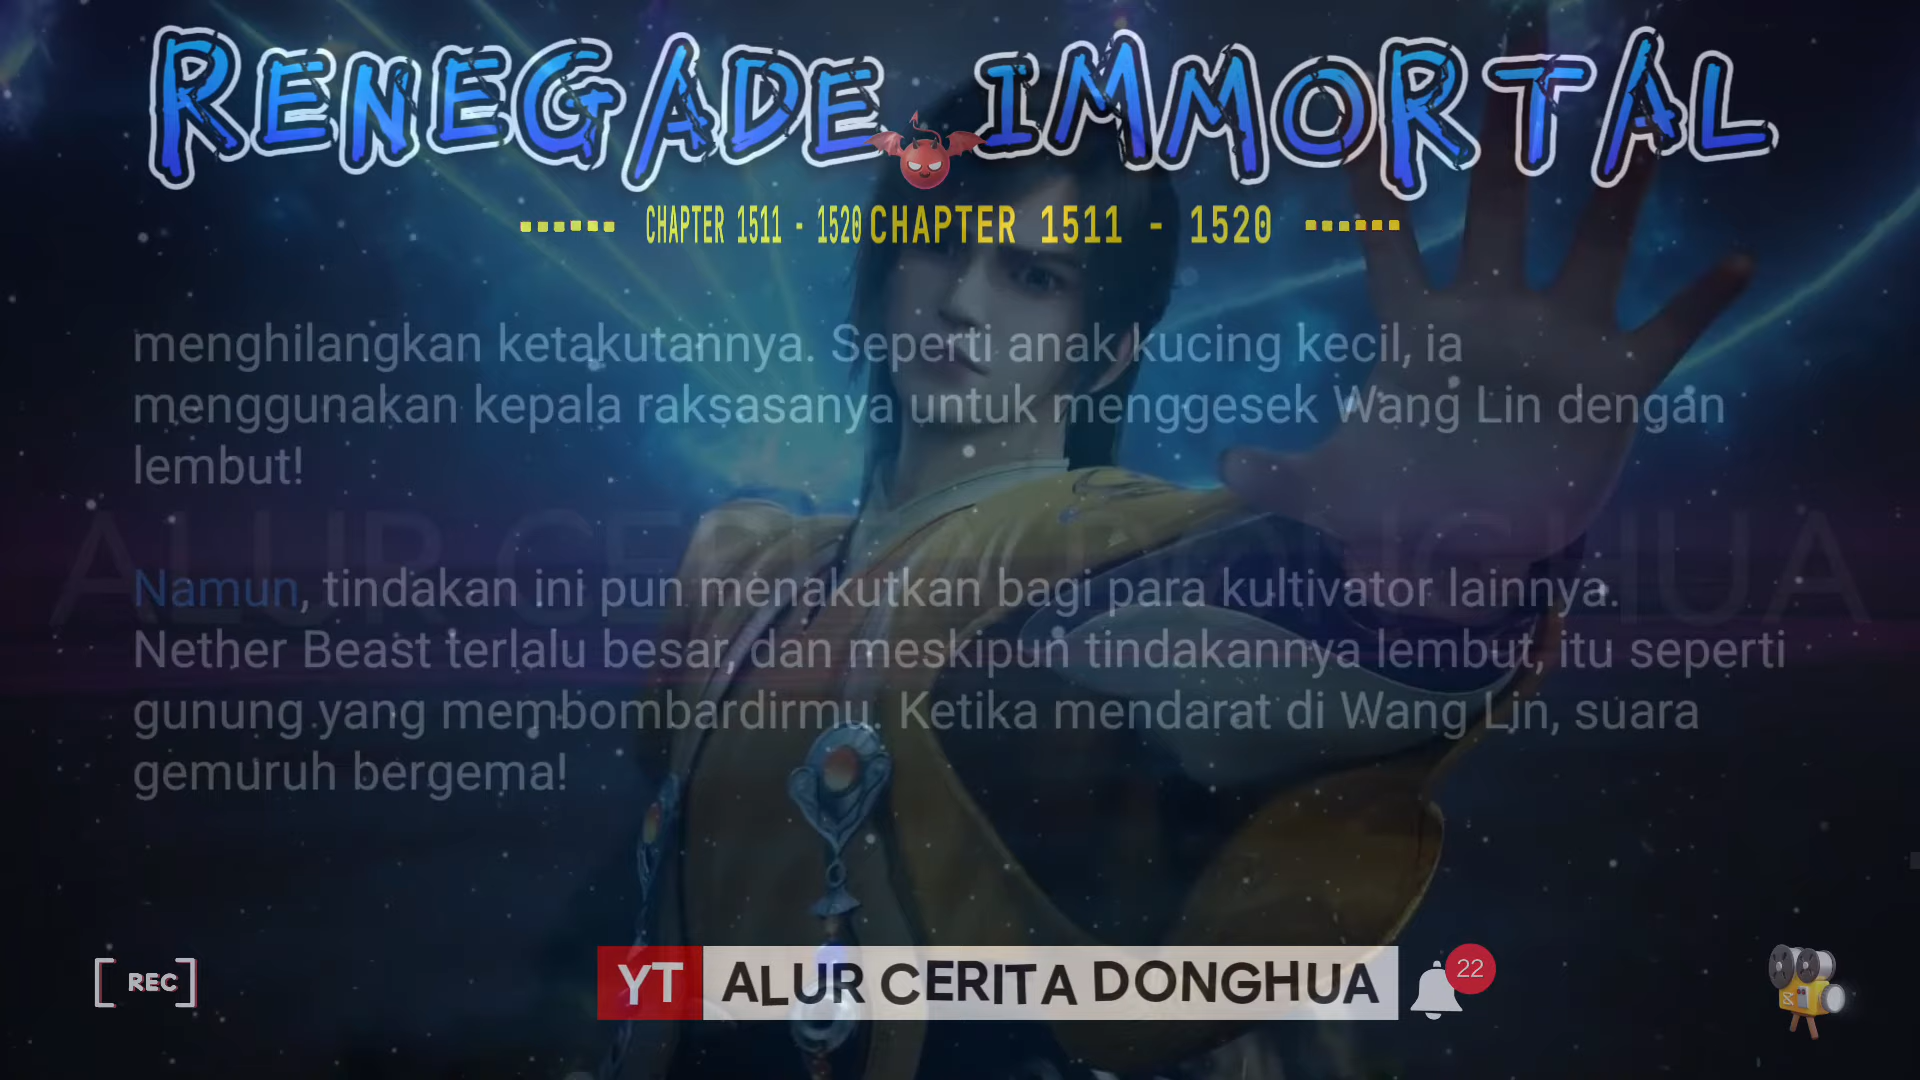 RENEGADE IMMORTAL
CHAPTER 1511 - 1520 CHAPTER 1511 - 1520
menghilangkan ketakutannya. Seperti anak kucing kecil, ia
menggunakan kepala raksasanya untuk menggesek Wang Lin dengan
lembut!
ALUR CERITA DONGHUA
Namun, tindakan ini pun menakutkan bagi para kultivator lainnya.
Nether Beast terlalu besar, dan meskipun tindakannya lembut, itu seperti
gunung yang membombardirmu. Ketika mendarat di Wang Lin, suara
gemuruh bergema!
REC
YT ALUR CERITA DONGHUA 22